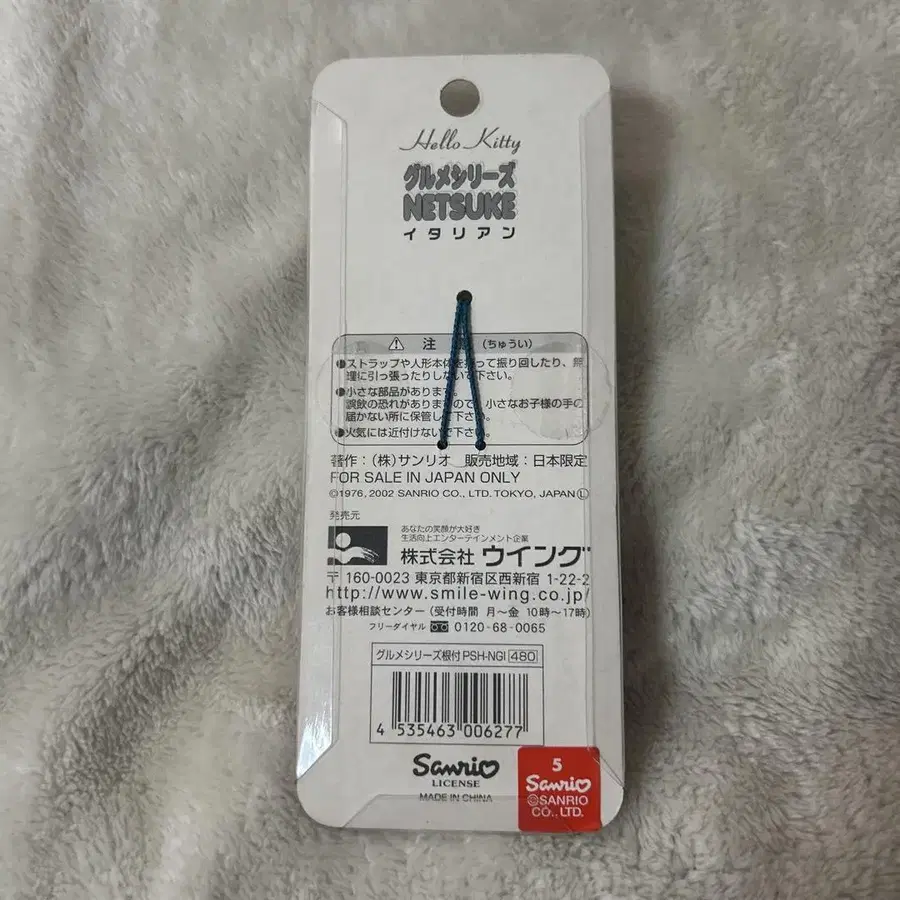 Hello Kitty
グルメシリーズ
NETSUKE
イタリアン
注 (ちゅうい)
●ストラップや人形本体を持って振り回したり、無
理に引っ張ったりしないで下さい。
●小さな部品があります。
誤飲の恐れがありますので、小さなお子様の手の
届かない所に保管して下さい。
●火気には近付けないで下さい。
著作:(株)サンリオ 販売地域:日本限定
FOR SALE IN JAPAN ONLY
©1976, 2002 SANRIO CO., LTD. TOKYO, JAPAN Ⓛ
発売元
あなたの笑顔が大好き
生活向上エンターテインメント企業
株式会社 ウイング
〒160-0023 東京都新宿区西新宿 1-22-2
http://www.smile-wing.co.jp/
お客様相談センター (受付時間 月〜金 10時〜17時)
フリーダイヤル 0120-68-0065
グルメシリーズ根付 PSH-NGI 480
4 535463 006277
Sanrio
LICENSE
MADE IN CHINA
5
Sanrio
©SANRIO
CO., LTD.